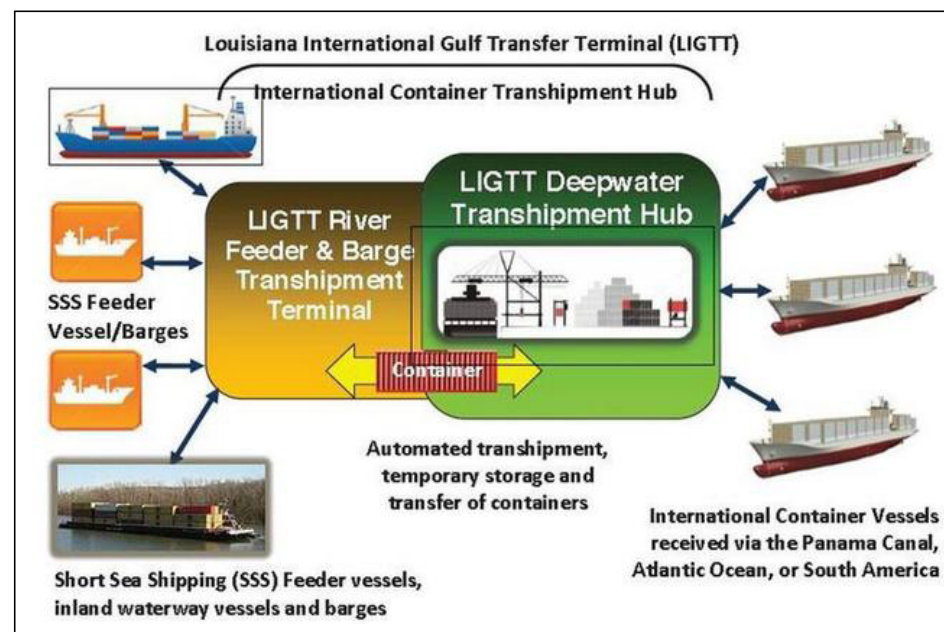 Louisiana International Gulf Transfer Terminal (LIGTT)
International Container Transhipment Hub
LIGTT River
Feeder & Barge
Transhipment
Terminal
LIGTT Deepwater
Transhipment Hub
SSS Feeder
Vessel/Barges
Container
Automated transhipment,
temporary storage and
transfer of containers
Short Sea Shipping (SSS) Feeder vessels,
inland waterway vessels and barges
International Container Vessels
received via the Panama Canal,
Atlantic Ocean, or South America